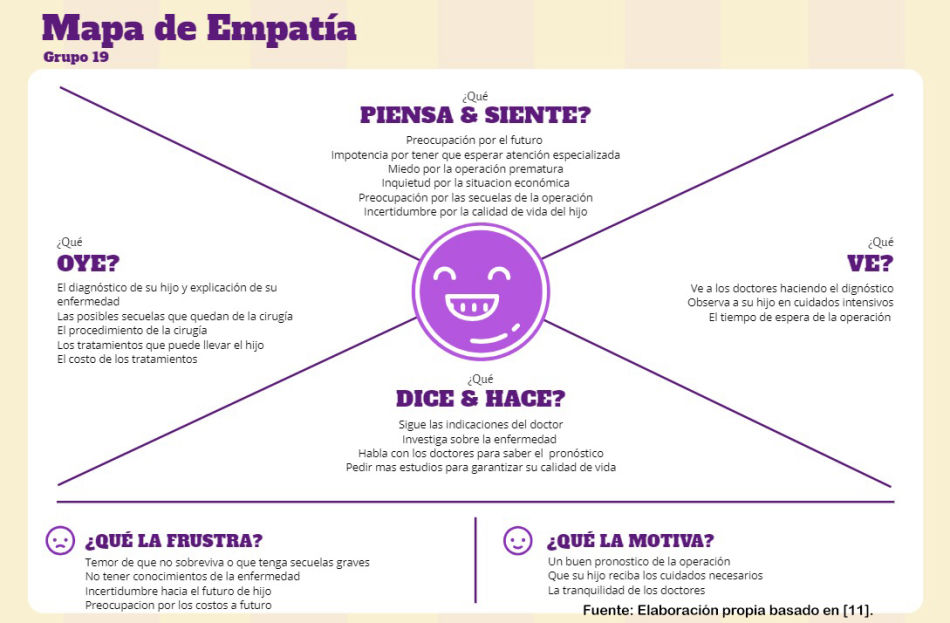 Mapa de Empatía
Grupo 19
¿Qué
PIENSA & SIENTE?
Preocupación por el futuro
Impotencia por tener que esperar atención especializada
Miedo por la operación prematura
Inquietud por la situacion económica
Preocupación por las secuelas de la operación
Incertidumbre por la calidad de vida del hijo
¿Qué
OYE?
El diagnóstico de su hijo y explicación de su
enfermedad
Las posibles secuelas que quedan de la cirugía
El procedimiento de la cirugía
Los tratamientos que puede llevar el hijo
El costo de los tratamientos
¿Qué
VE?
Ve a los doctores haciendo el dignóstico
Observa a su hijo en cuidados intensivos
El tiempo de espera de la operación
¿Qué
DICE & HACE?
Sigue las indicaciones del doctor
Investiga sobre la enfermedad
Habla con los doctores para saber el pronóstico
Pedir mas estudios para garantizar su calidad de vida
¿QUÉ LA FRUSTRA?
Temor de que no sobreviva o que tenga secuelas graves
No tener conocimientos de la enfermedad
Incertidumbre hacia el futuro de hijo
Preocupacion por los costos a futuro
¿QUÉ LA MOTIVA?
Un buen pronostico de la operación
Que su hijo reciba los cuidados necesarios
La tranquilidad de los doctores
Fuente: Elaboración propia basado en [11].